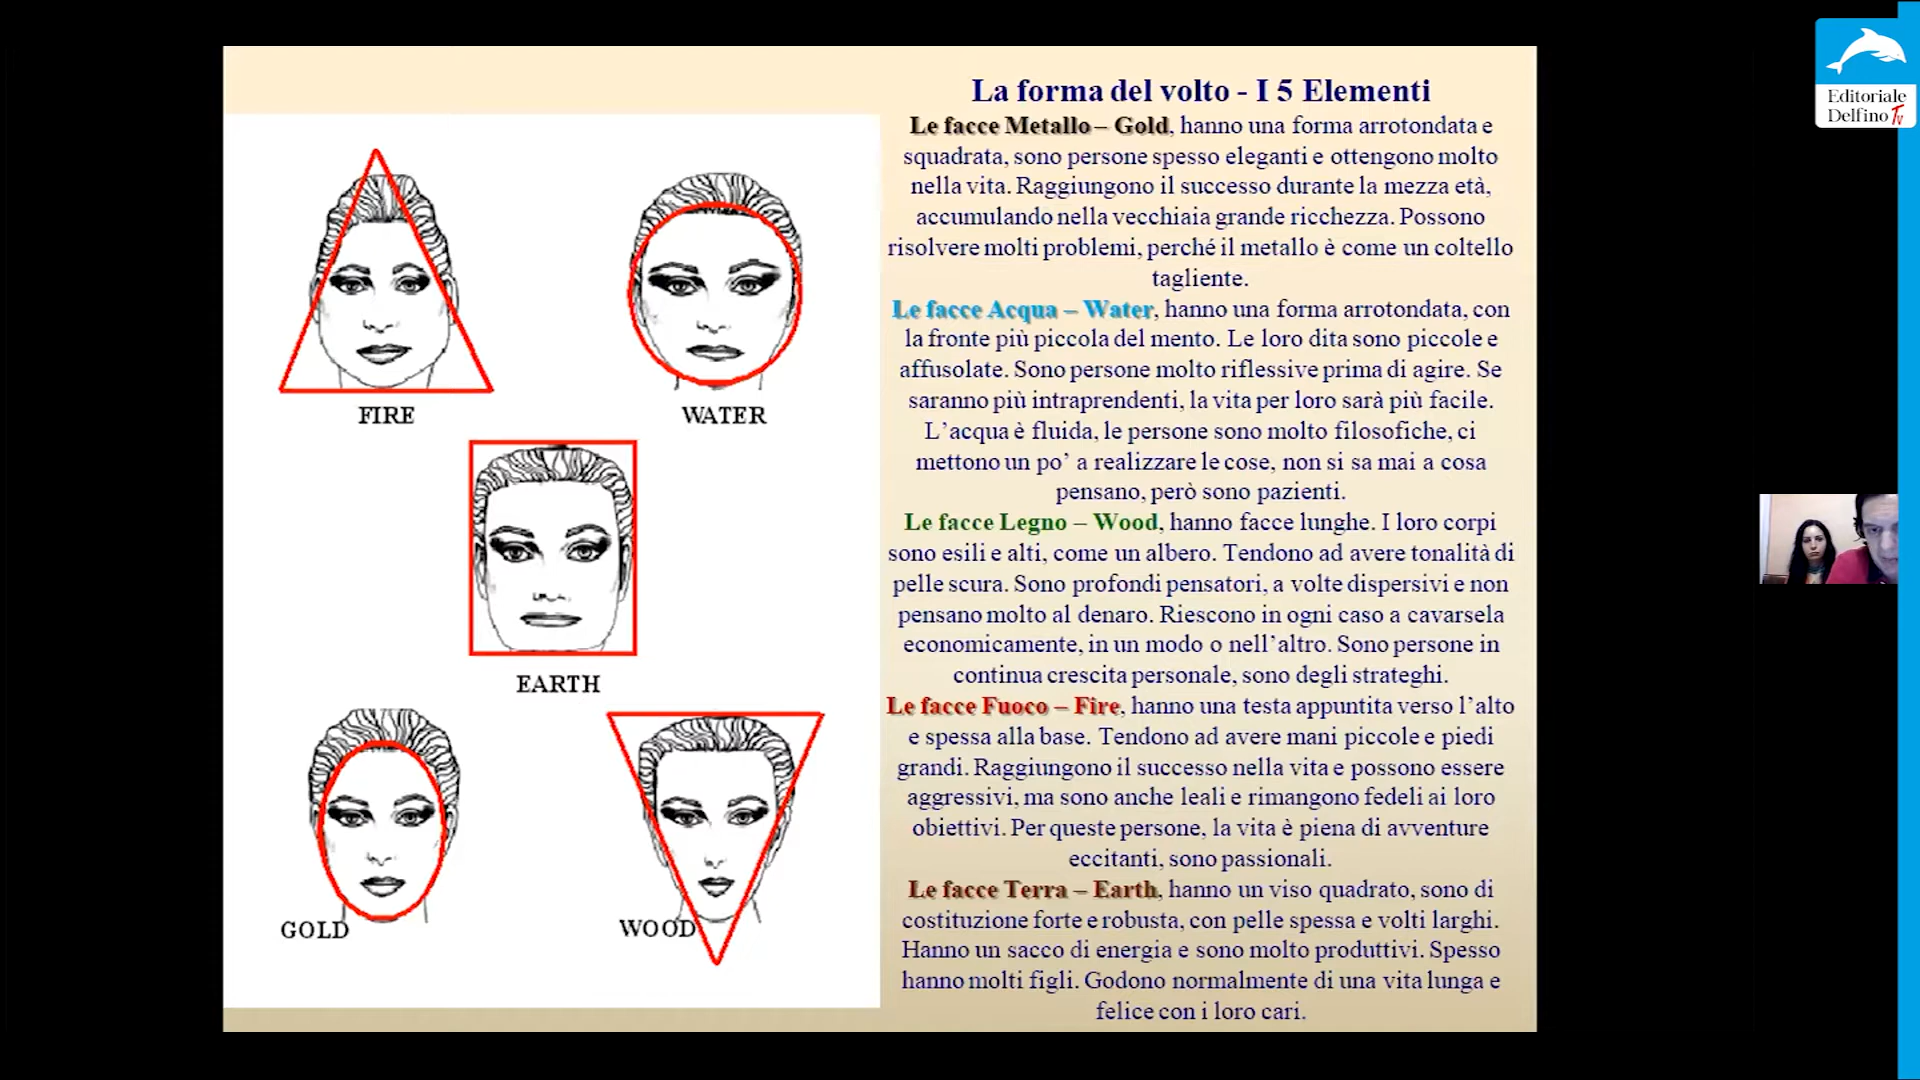 La forma del volto - I 5 Elementi
Le facce Metallo – Gold, hanno una forma arrotondata e
squadrata, sono persone spesso eleganti e ottengono molto
nella vita. Raggiungono il successo durante la mezza età,
accumulando nella vecchiaia grande ricchezza. Possono
risolvere molti problemi, perché il metallo è come un coltello
tagliente.
Le facce Acqua – Water, hanno una forma arrotondata, con
la fronte più piccola del mento. Le loro dita sono piccole e
affusolate. Sono persone molto riflessive prima di agire. Se
saranno più intraprendenti, la vita per loro sarà più facile.
L’acqua è fluida, le persone sono molto filosofiche, ci
mettono un po’ a realizzare le cose, non si sa mai a cosa
pensano, però sono pazienti.
Le facce Legno – Wood, hanno facce lunghe. I loro corpi
sono esili e alti, come un albero. Tendono ad avere tonalità di
pelle scura. Sono profondi pensatori, a volte dispersivi e non
pensano molto al denaro. Riescono in ogni caso a cavarsela
economicamente, in un modo o nell’altro. Sono persone in
continua crescita personale, sono degli strateghi.
Le facce Fuoco – Fire, hanno una testa appuntita verso l’alto
e spessa alla base. Tendono ad avere mani piccole e piedi
grandi. Raggiungono il successo nella vita e possono essere
aggressivi, ma sono anche leali e rimangono fedeli ai loro
obiettivi. Per queste persone, la vita è piena di avventure
eccitanti, sono passionali.
Le facce Terra – Earth, hanno un viso quadrato, sono di
costituzione forte e robusta, con pelle spessa e volti larghi.
Hanno un sacco di energia e sono molto produttivi. Spesso
hanno molti figli. Godono normalmente di una vita lunga e
felice con i loro cari.
FIRE
WATER
EARTH
GOLD
WOOD
Editoriale
Delfino Tv